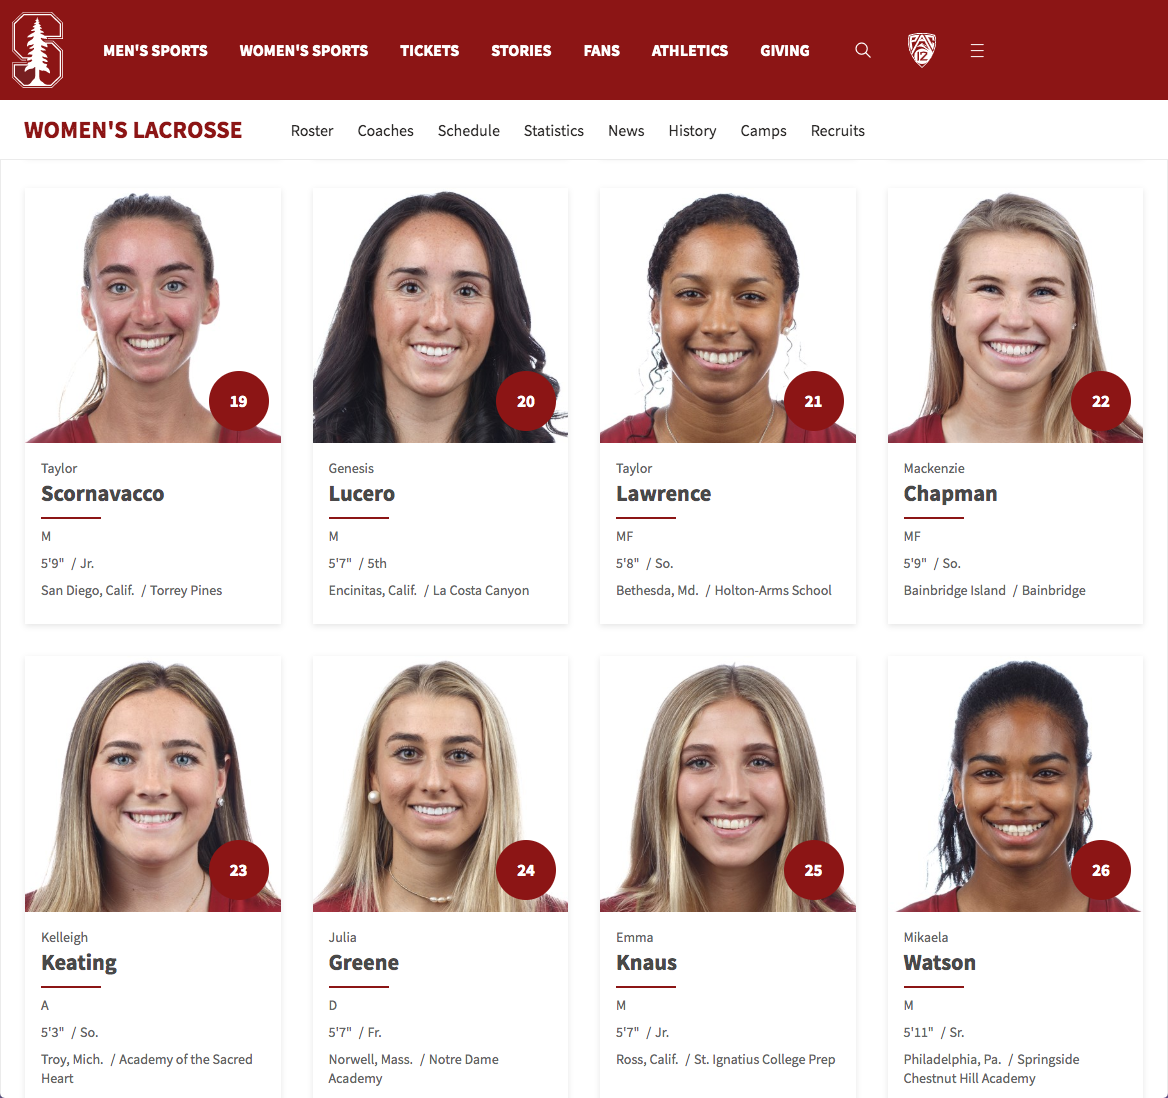 MEN'S SPORTS WOMEN'S SPORTS TICKETS STORIES FANS ATHLETICS GIVING
PAC
12
WOMEN'S LACROSSE
Roster Coaches Schedule Statistics News History Camps Recruits
19
Taylor
Scornavacco
M
5'9" / Jr.
San Diego, Calif. / Torrey Pines
20
Genesis
Lucero
M
5'7" / 5th
Encinitas, Calif. / La Costa Canyon
21
Taylor
Lawrence
MF
5'8" / So.
Bethesda, Md. / Holton-Arms School
22
Mackenzie
Chapman
MF
5'9" / So.
Bainbridge Island / Bainbridge
23
Kelleigh
Keating
A
5'3" / So.
Troy, Mich. / Academy of the Sacred
Heart
24
Julia
Greene
D
5'7" / Fr.
Norwell, Mass. / Notre Dame
Academy
25
Emma
Knaus
M
5'7" / Jr.
Ross, Calif. / St. Ignatius College Prep
26
Mikaela
Watson
M
5'11" / Sr.
Philadelphia, Pa. / Springside
Chestnut Hill Academy